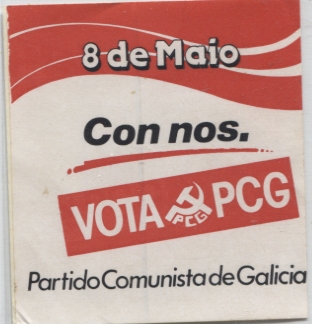 8 de Maio
Con nos.
VOTA PCG PCG
Partido Comunista de Galicia